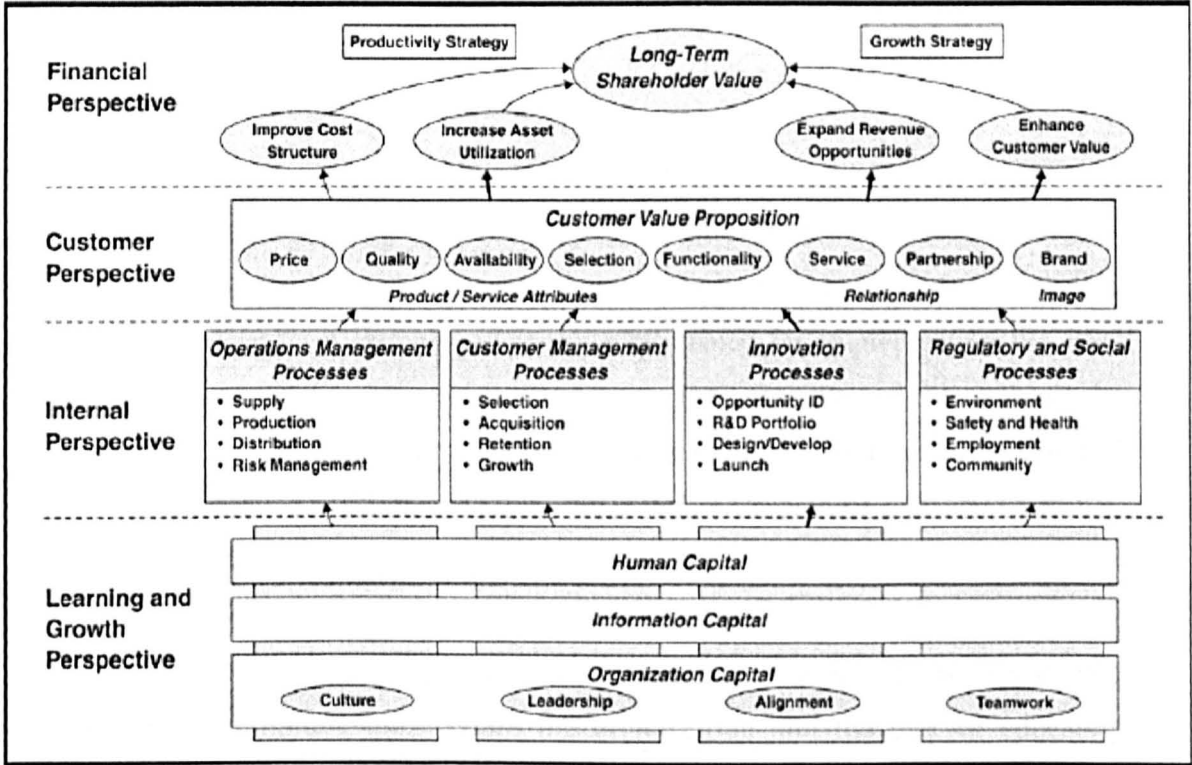 Productivity Strategy
Growth Strategy
Long-Term
Shareholder Value
Financial
Perspective
Improve Cost
Structure
Increase Asset
Utilization
Expand Revenue
Opportunities
Enhance
Customer Value
Customer
Perspective
Customer Value Proposition
Price
Quality
Availability
Selection
Functionality
Service
Partnership
Brand
Product / Service Attributes
Relationship
Image
Internal
Perspective
Operations Management
Processes
• Supply
• Production
• Distribution
• Risk Management
Customer Management
Processes
• Selection
• Acquisition
• Retention
• Growth
Innovation
Processes
• Opportunity ID
• R&D Portfolio
• Design/Develop
• Launch
Regulatory and Social
Processes
• Environment
• Safety and Health
• Employment
• Community
Learning and
Growth
Perspective
Human Capital
Information Capital
Organization Capital
Culture
Leadership
Alignment
Teamwork